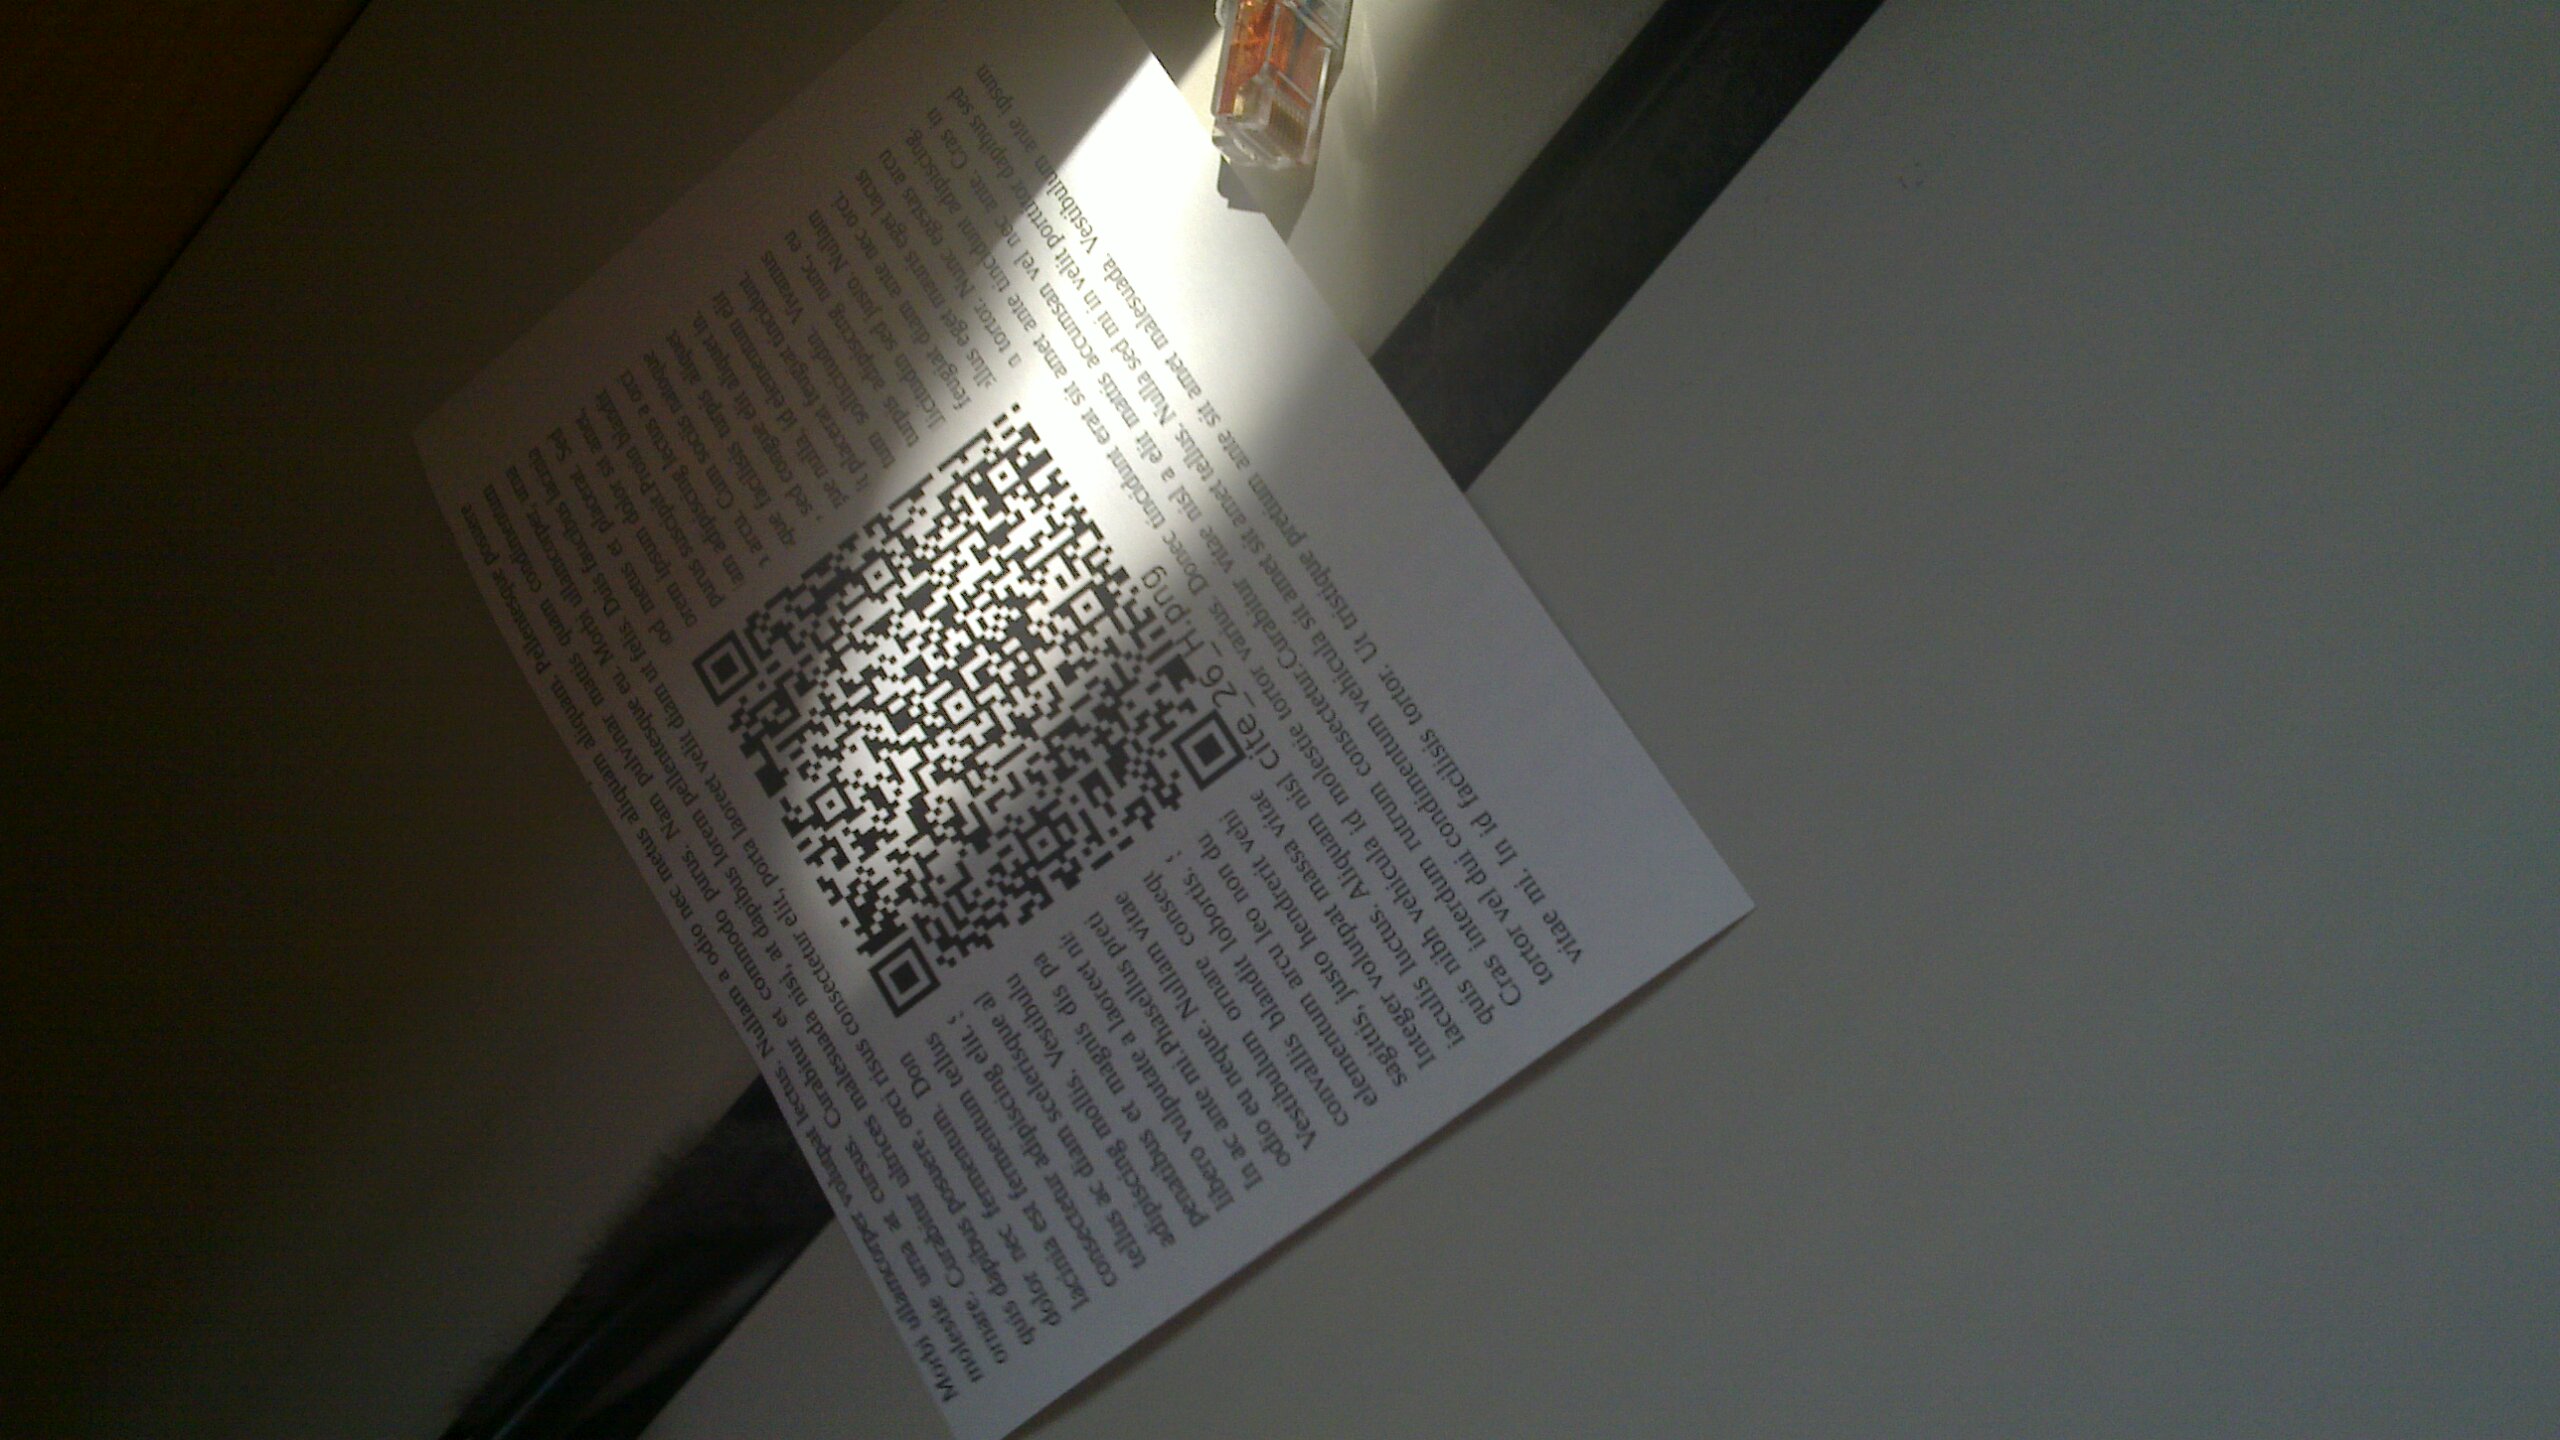 Morbi ullamcorper volutpat lectus. Nullam a odio nec metus aliquam aliquam. Pellentesque posuere
molestie urna at cursus. Curabitur et commodo purus. Nam pulvinar mattis quam condimentum
ornare. Curabitur ultrices malesuada nisi, at dapibus lorem pellentesque eu. Morbi ullamcorper, urna
quis dapibus posuere, orci risus consectetur elit, porta laoreet velit diam ut felis. Duis faucibus lacinia
dolor nec fermentum. Don
od metus et placerat. Sed
lacinia est fermentum tellus
orem ipsum dolor sit amet,
consectetur adipiscing elit.
purus suscipit.Proin blandit
tellus ac diam scelerisque al
am adipiscing lectus a orci
adipiscing mollis. Vestibulu
arcu. Cum sociis natoque
penatibus et magnis dis pa
que facilisis turpis aliquet
libero vulputate a laoreet
, sed congue elit aliquet in.
In ac ante mi.Phasellus preti
que nulla, id elementum elit
odio eu neque. Nullam vitae
it placerat feugiat tincidunt.
Vestibulum ornare conseq
tum sollicitudin. Vivamus
convallis blandit lobortis.
turpis adipiscing nunc, eu
elementum arcu leo non du
licitudin sed justo. Nullam
sagittis, justo hendrerit vehi
feugiat diam ante nec orci.
Integer volutpat massa vitae
ellus eget mauris eget lacus
iaculis luctus. Aliquam nisl
n tortor. Nunc egestas arcu
cite_26_H.png
quis nibh vehicula id molestie tortor varius. Donec tincidunt erat sit amet ante tincidunt adipiscing.
Cras interdum rutrum consectetur.Curabitur vitae nisl a elit mattis accumsan vel nec ante. Cras in
tortor vel dui condimentum vehicula sit amet sit amet tellus. Nulla sed mi in velit porttitor dapibus sed
vitae mi. In id facilisis tortor. Ut tristique pretium ante sit amet malesuada. Vestibulum ante ipsum